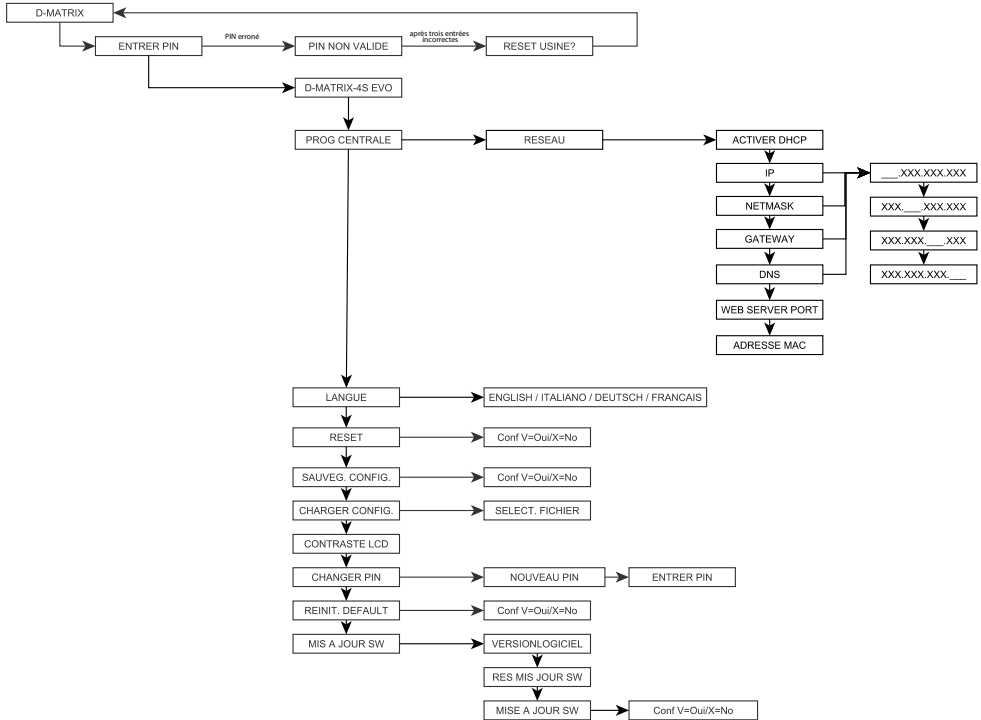 D-MATRIX
ENTRER PIN
PIN erroné
PIN NON VALIDE
après trois entrées
incorrectes
RESET USINE?
D-MATRIX-4S EVO
PROG CENTRALE
RESEAU
ACTIVER DHCP
IP
___.XXX.XXX.XXX
NETMASK
XXX.___.XXX.XXX
GATEWAY
XXX.XXX.___.XXX
DNS
XXX.XXX.XXX.___
WEB SERVER PORT
ADRESSE MAC
LANGUE
ENGLISH / ITALIANO / DEUTSCH / FRANCAIS
RESET
Conf V=Oui/X=No
SAUVEG. CONFIG.
Conf V=Oui/X=No
CHARGER CONFIG.
SELECT. FICHIER
CONTRASTE LCD
CHANGER PIN
NOUVEAU PIN
ENTRER PIN
REINIT. DEFAULT
Conf V=Oui/X=No
MIS A JOUR SW
VERSIONLOGICIEL
RES MIS JOUR SW
MISE A JOUR SW
Conf V=Oui/X=No